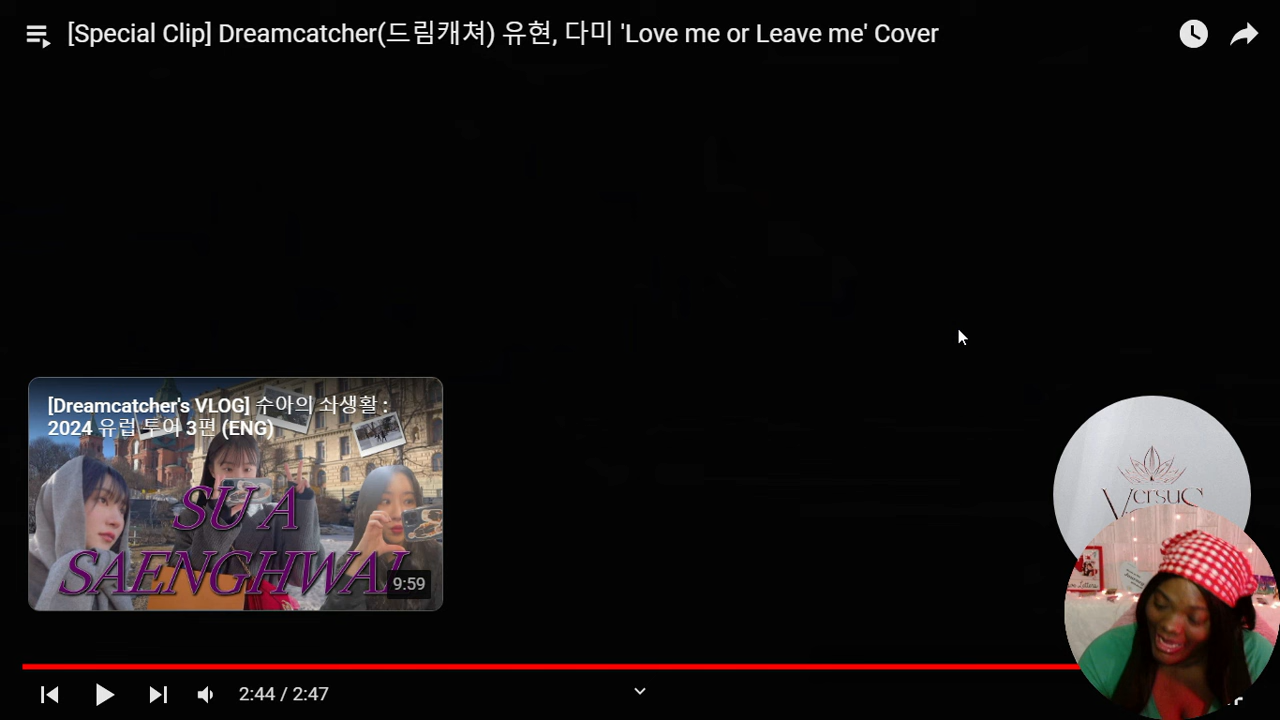 [Special Clip] Dreamcatcher(드림캐쳐) 유현, 다미 'Love me or Leave me' Cover
[Dreamcatcher's VLOG] 수아의 솨생활 :
2024 유럽 투어 3편 (ENG)
SU A
SAENGHWAL
9:59
VersuS
2:44 / 2:47